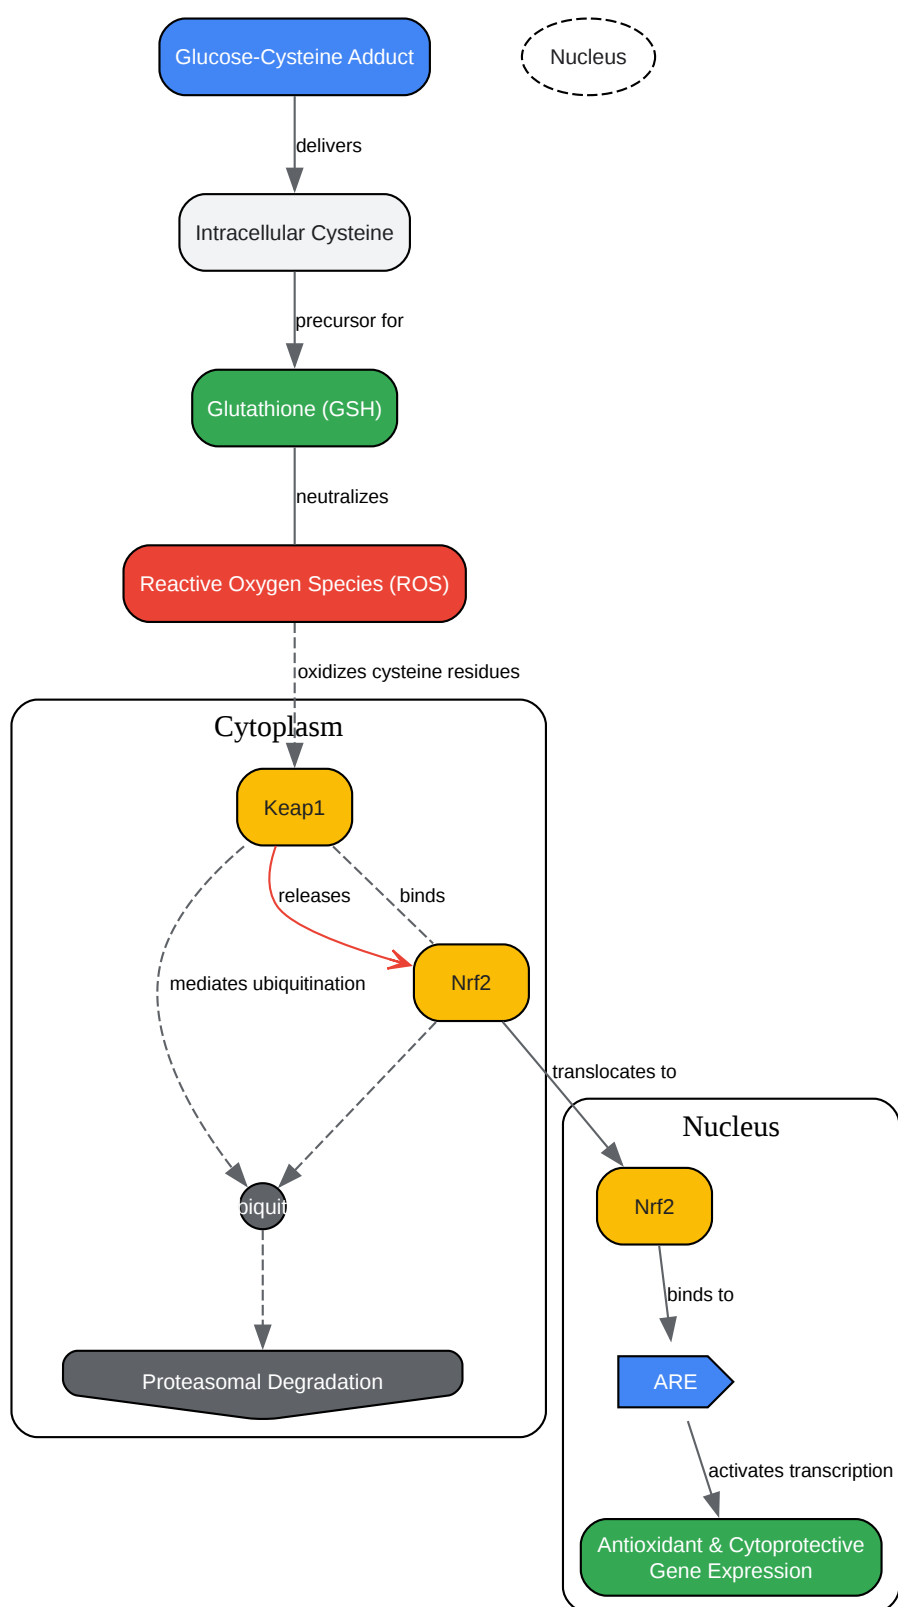 Glucose-Cysteine Adduct
Nucleus
delivers
Intracellular Cysteine
precursor for
Glutathione (GSH)
neutralizes
Reactive Oxygen Species (ROS)
oxidizes cysteine residues
Cytoplasm
Keap1
releases
binds
mediates ubiquitination
Nrf2
translocates to
Nucleus
Nrf2
biquit
binds to
Proteasomal Degradation
ARE
activates transcription
Antioxidant & Cytoprotective
Gene Expression